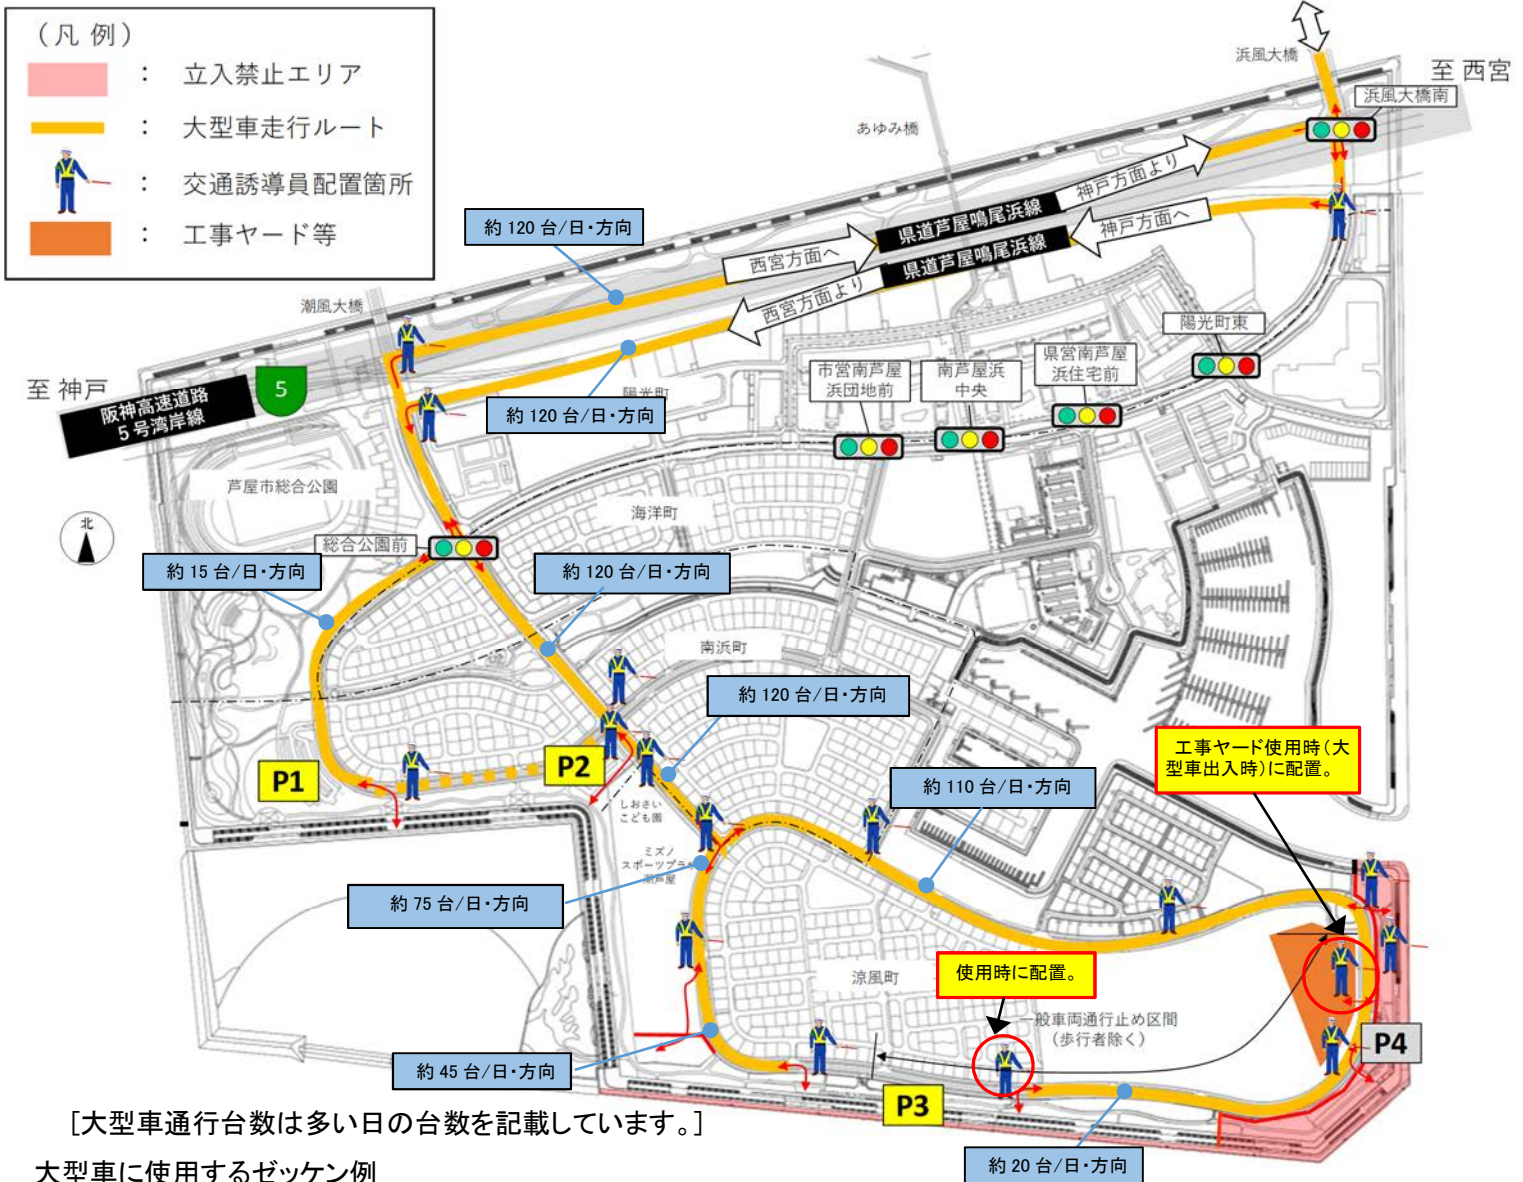 （凡 例）
： 立入禁止エリア
： 大型車走行ルート
： 交通誘導員配置箇所
： 工事ヤード等
浜風大橋
至 西宮
浜風大橋南
あゆみ橋
神戸方面より
県道芦屋鳴尾浜線
神戸方面へ
県道芦屋鳴尾浜線
西宮方面へ
西宮方面より
約 120 台/日・方向
潮風大橋
陽光町東
県営南芦屋
浜住宅前
南芦屋浜
中央
市営南芦屋
浜団地前
至 神戸
阪神高速道路
５号湾岸線
5
陽光町
約 120 台/日・方向
芦屋市総合公園
北
海洋町
総合公園前
約 15 台/日・方向
約 120 台/日・方向
南浜町
約 120 台/日・方向
P1
P2
工事ヤード使用時（大
型車出入時）に配置。
約 110 台/日・方向
しおさい
こども園
ミズノ
スポーツプラザ
潮芦屋
約 75 台/日・方向
涼風町
使用時に配置。
一般車両通行止め区間
（歩行者除く）
P4
約 45 台/日・方向
P3
約 20 台/日・方向
［大型車通行台数は多い日の台数を記載しています。］
大型車に使用するゼッケン例